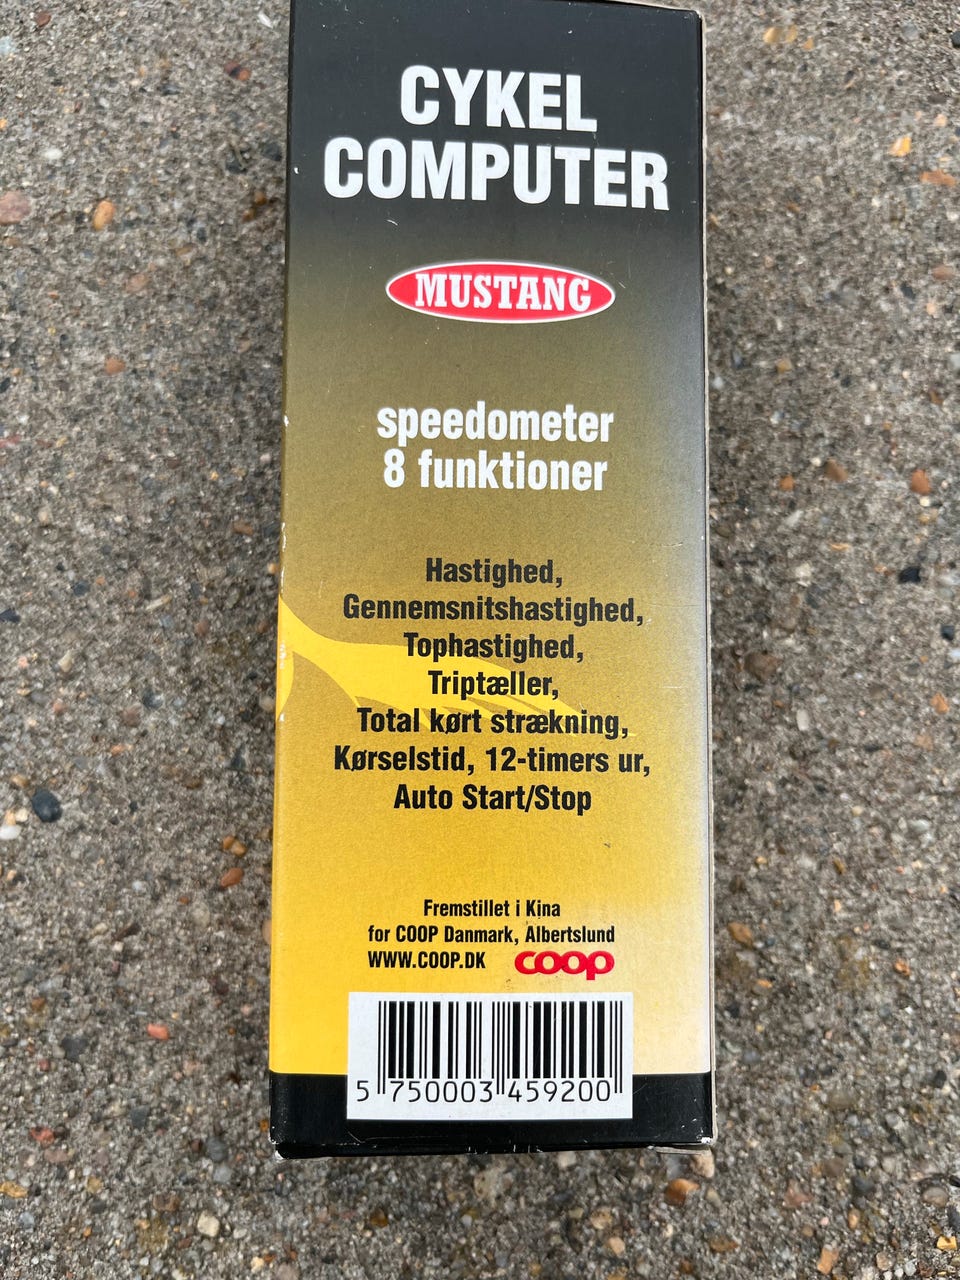 CYKEL
COMPUTER
MUSTANG
speedometer
8 funktioner
Hastighed,
Gennemsnitshastighed,
Tophastighed,
Triptæller,
Total kørt strækning,
Kørselstid, 12-timers ur,
Auto Start/Stop
Fremstillet i Kina
for COOP Danmark, Albertslund
WWW.COOP.DK coop
5 750003 459200